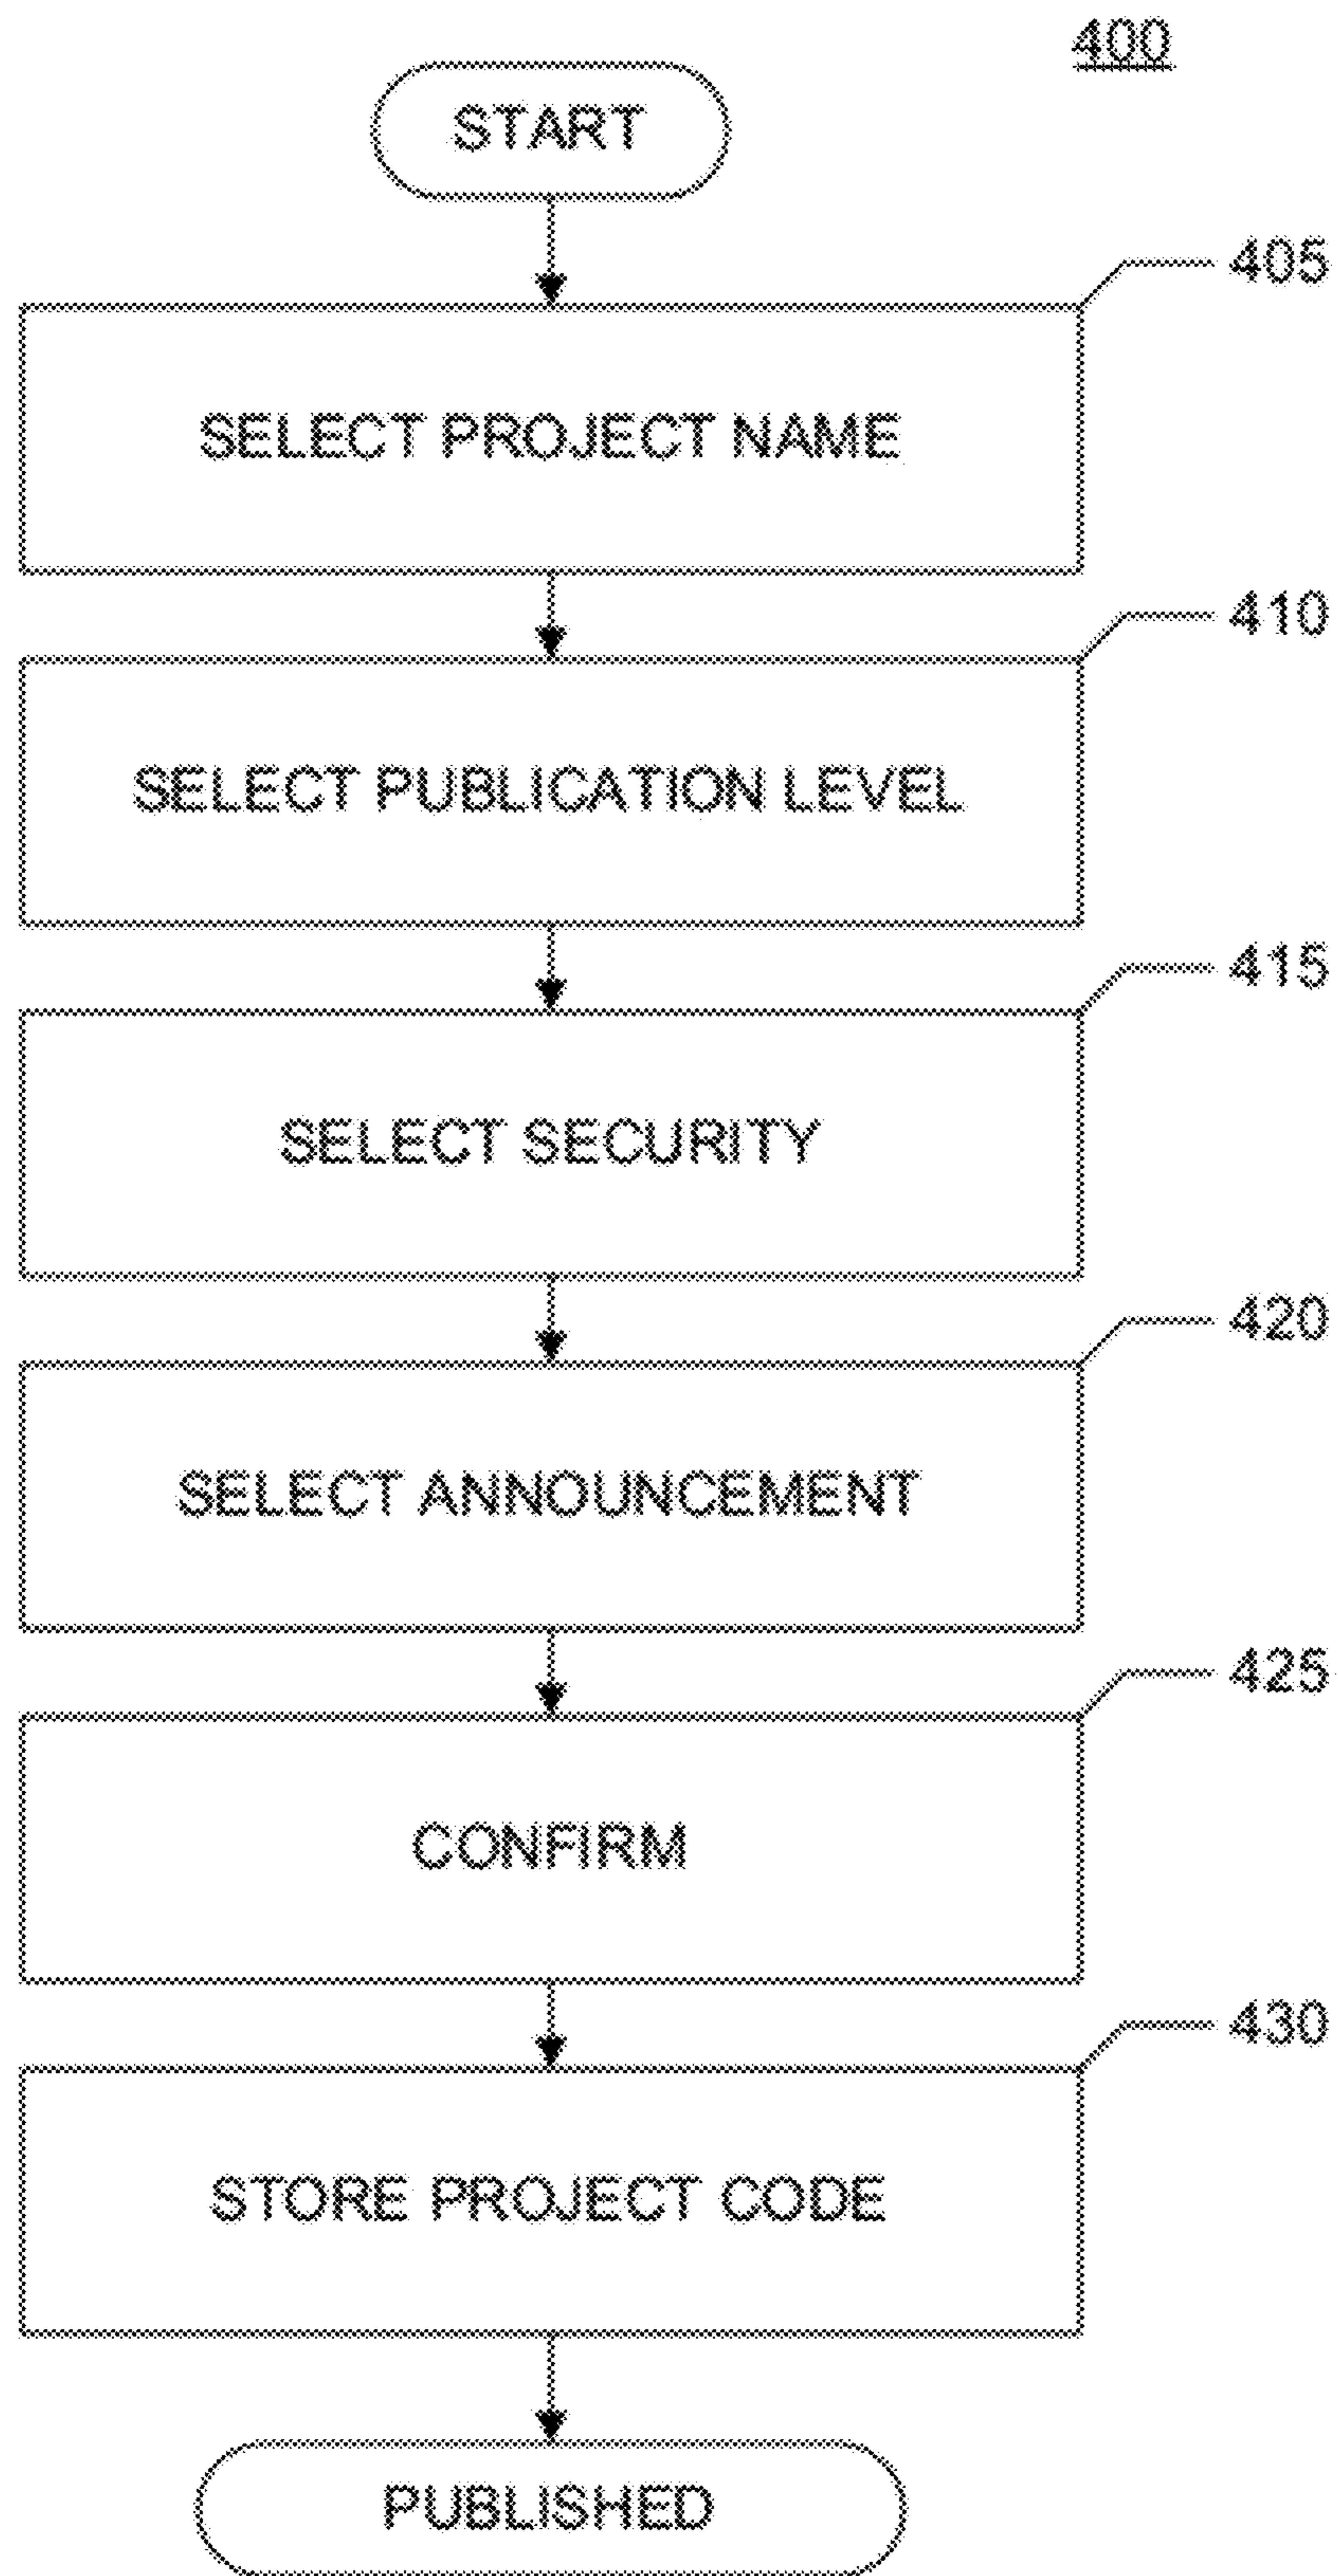 400
START
405
SELECT PROJECT NAME
410
SELECT PUBLICATION LEVEL
415
SELECT SECURITY
420
SELECT ANNOUNCEMENT
425
CONFIRM
430
STORE PROJECT CODE
PUBLISHED